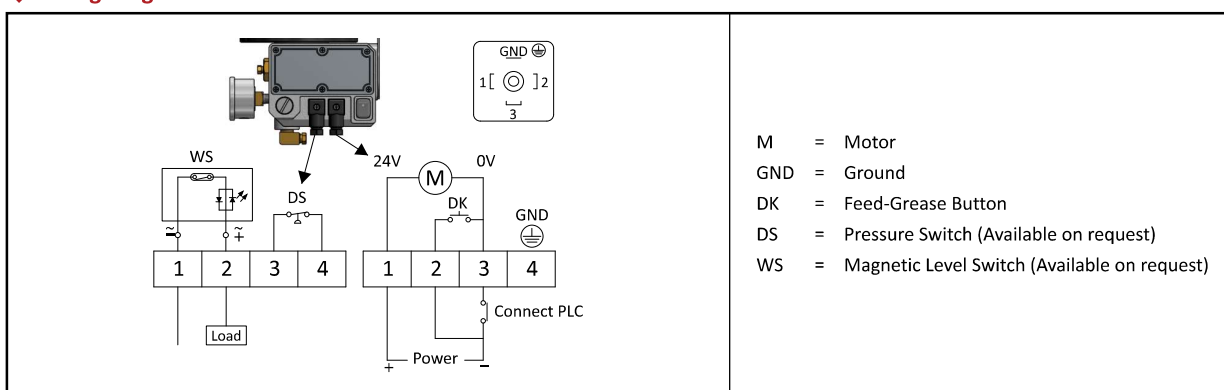 GND
1 2
3
WS
24V 0V
M
DS
DK
GND
~ ~
- +
1 2 3 4 1 2 3 4
Connect PLC
Load
+ Power -
M = Motor
GND = Ground
DK = Feed-Grease Button
DS = Pressure Switch (Available on request)
WS = Magnetic Level Switch (Available on request)